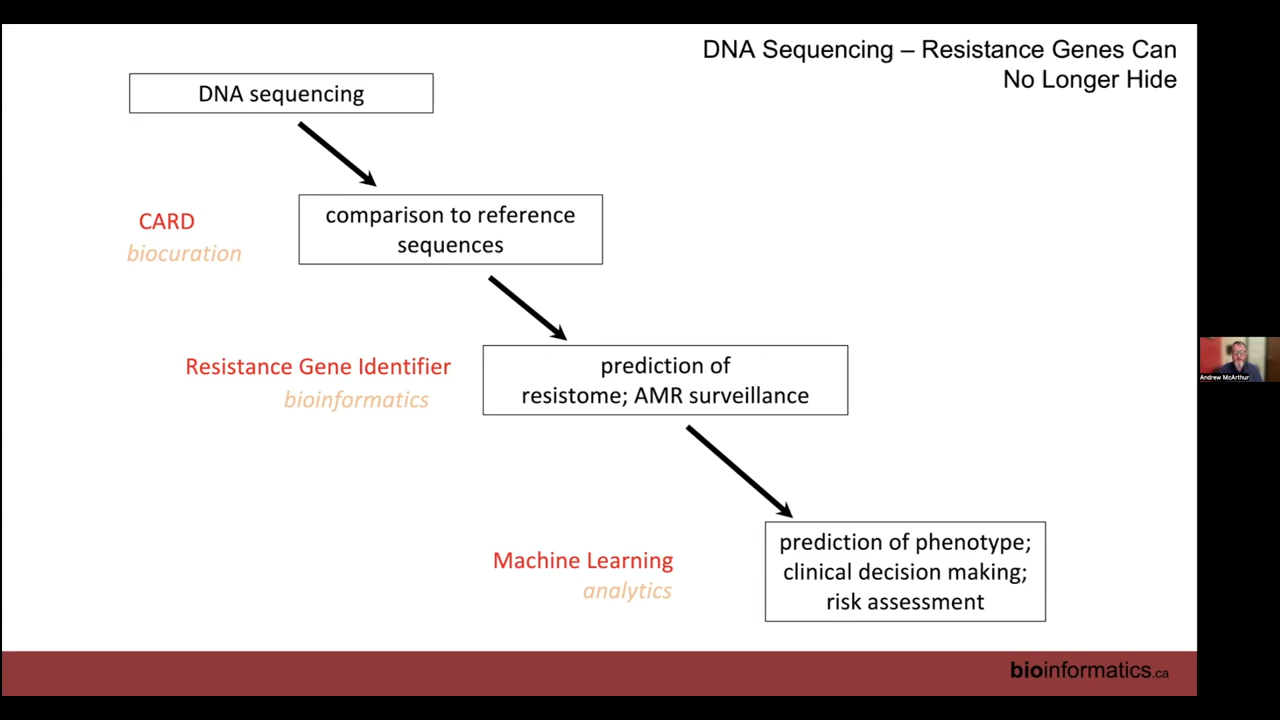 DNA Sequencing – Resistance Genes Can
No Longer Hide
DNA sequencing
CARD
biocuration
comparison to reference
sequences
Resistance Gene Identifier
bioinformatics
prediction of
resistome; AMR surveillance
Machine Learning
analytics
prediction of phenotype;
clinical decision making;
risk assessment
Andrew McArthur
bioinformatics.ca